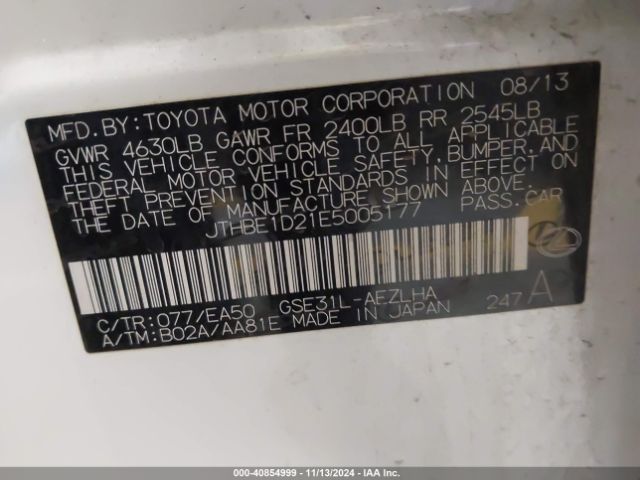 MFD. BY: TOYOTA MOTOR CORPORATION 08/13
GVWR 4630LB GAWR FR 2400LB RR 2545LB
THIS VEHICLE CONFORMS TO ALL APPLICABLE
FEDERAL MOTOR VEHICLE SAFETY, BUMPER, AND
THEFT PREVENTION STANDARDS IN EFFECT ON
THE DATE OF MANUFACTURE SHOWN ABOVE.
JTHBE1D21E5005177 PASS. CAR
C/TR: 077/EA50 GSE31L-AEZLHA 247 A
A/TM: B02A/AA81E MADE IN JAPAN
000-40854999 - 11/13/2024 - IAAI.com